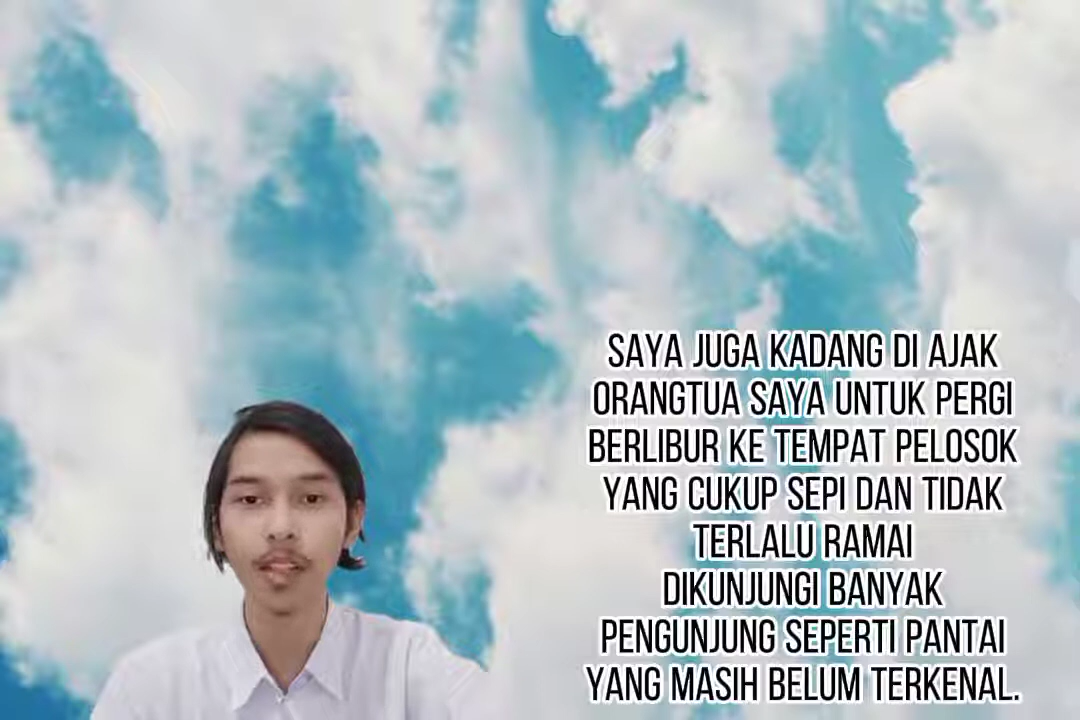 SAYA JUGA KADANG DI AJAK
ORANGTUA SAYA UNTUK PERGI
BERLIBUR KE TEMPAT PELOSOK
YANG CUKUP SEPI DAN TIDAK
TERLALU RAMAI
DIKUNJUNGI BANYAK
PENGUNJUNG SEPERTI PANTAI
YANG MASIH BELUM TERKENAL.